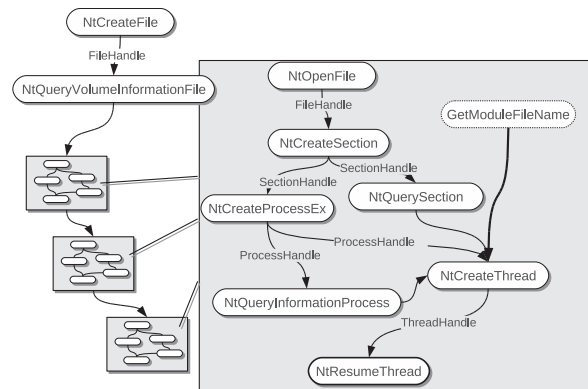 NtCreateFile
FileHandle
NtQueryVolumeInformationFile
NtOpenFile
FileHandle
GetModuleFileName
NtCreateSection
SectionHandle
SectionHandle
NtQuerySection
NtCreateProcessEx
ProcessHandle
ProcessHandle
NtCreateThread
NtQueryInformationProcess
ThreadHandle
NtResumeThread